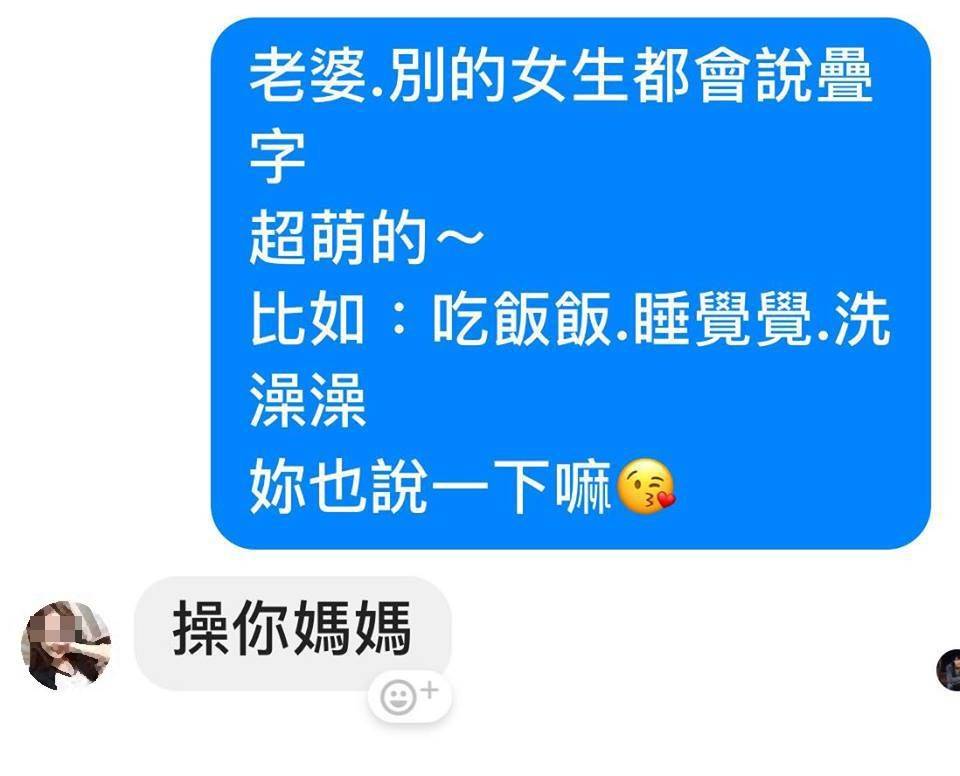 老婆.別的女生都會說疊
字
超萌的～
比如：吃飯飯.睡覺覺.洗
澡澡
妳也說一下嘛😘
操你媽媽